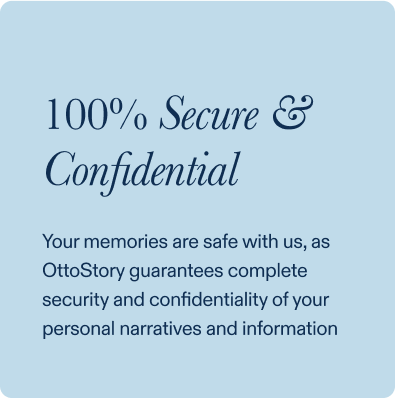 100% Secure &
Confidential
Your memories are safe with us, as
OttoStory guarantees complete
security and confidentiality of your
personal narratives and information